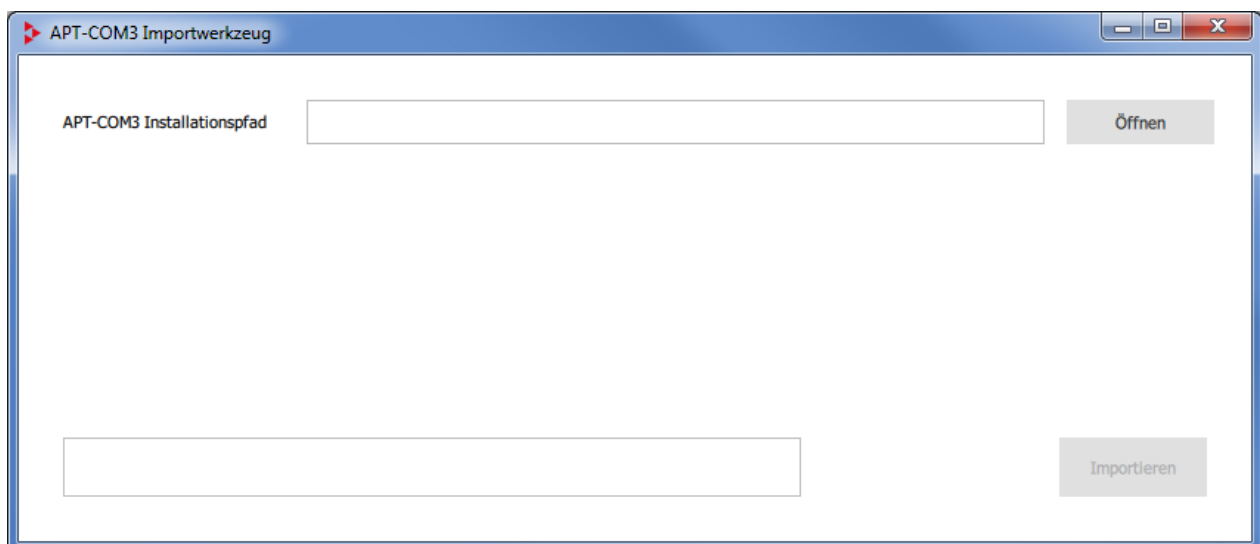 APT-COM3 Importwerkzeug
APT-COM3 Installationspfad
Öffnen
Importieren